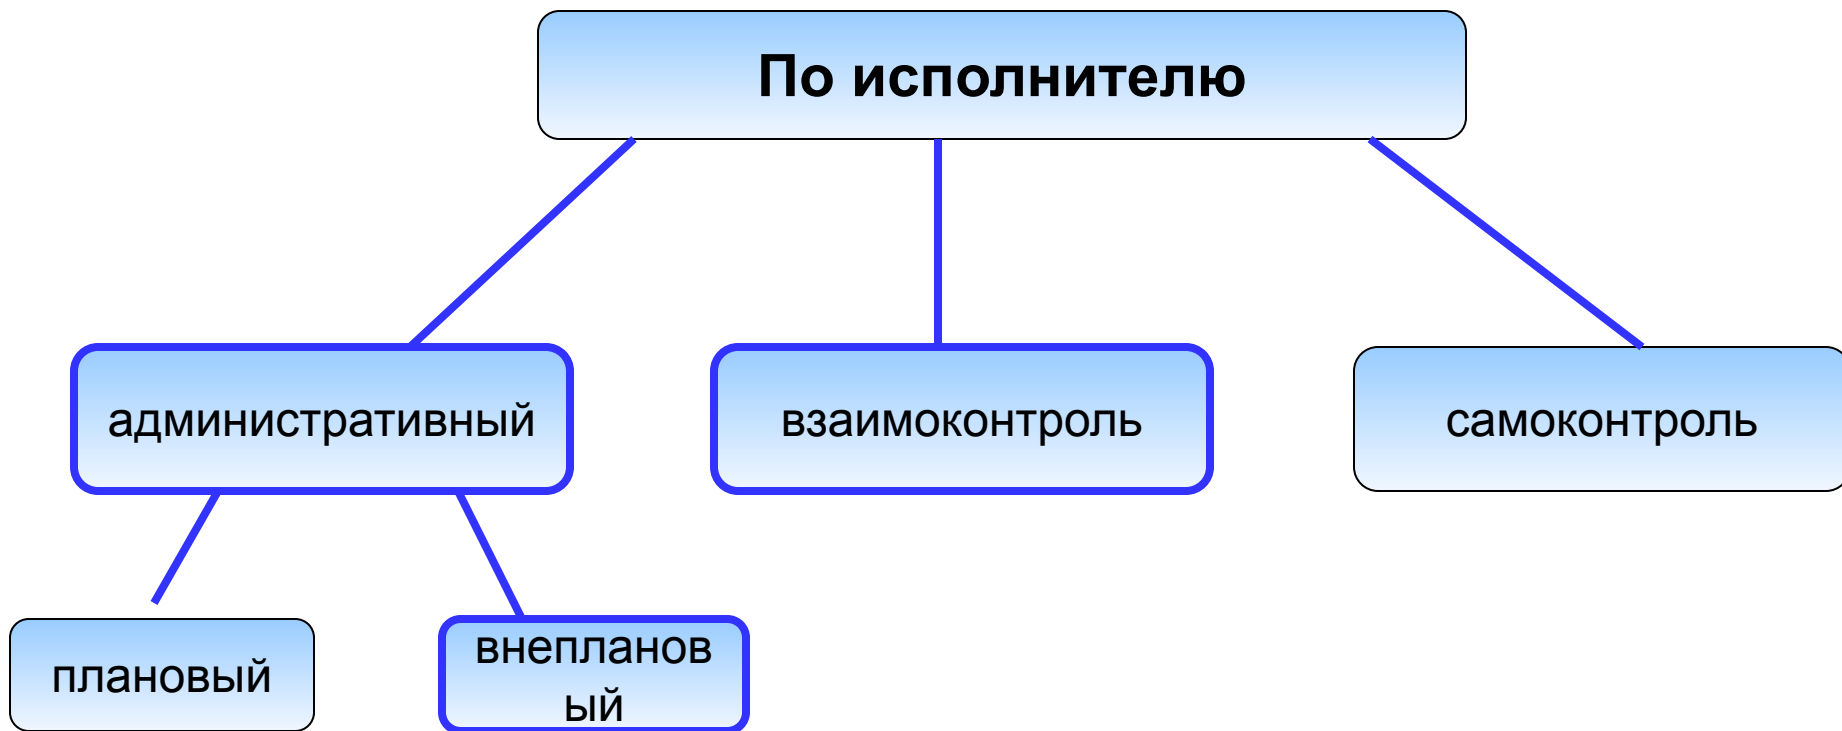 По исполнителю
административный
взаимоконтроль
самоконтроль
плановый
внепланов
ый